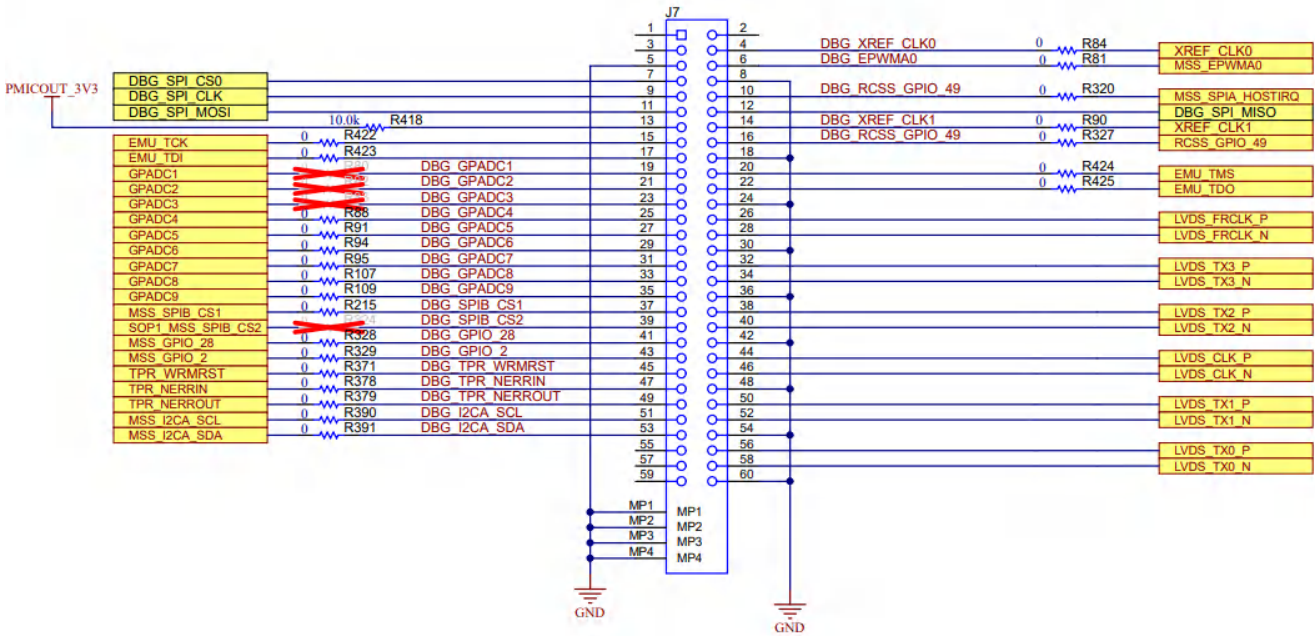 J7
1 2
3 4 DBG_XREF_CLK0 0 R84 XREF_CLK0
5 6 DBG_EPWMA0 0 R81 MSS_EPWMA0
DBG_SPI_CS0 7 8
PMICOUT_3V3 DBG_SPI_CLK 9 10 DBG_RCSS_GPIO_49 0 R320 MSS_SPIA_HOSTIRQ
DBG_SPI_MOSI 11 12 DBG_SPI_MISO
10.0k R418 13 14 DBG_XREF_CLK1 0 R90 XREF_CLK1
EMU_TCK 0 R422 15 16 DBG_RCSS_GPIO_49 0 R327 RCSS_GPIO_49
EMU_TDI 0 R423 17 18
GPADC1 DBG_GPADC1 19 20 0 R424 EMU_TMS
GPADC2 DBG_GPADC2 21 22 0 R425 EMU_TDO
GPADC3 DBG_GPADC3 23 24
GPADC4 0 R88 DBG_GPADC4 25 26 LVDS_FRCLK_P
GPADC5 0 R91 DBG_GPADC5 27 28 LVDS_FRCLK_N
GPADC6 0 R94 DBG_GPADC6 29 30
GPADC7 0 R95 DBG_GPADC7 31 32 LVDS_TX3_P
GPADC8 0 R107 DBG_GPADC8 33 34 LVDS_TX3_N
GPADC9 0 R109 DBG_GPADC9 35 36
MSS_SPIB_CS1 0 R215 DBG_SPIB_CS1 37 38 LVDS_TX2_P
SOP1_MSS_SPIB_CS2 DBG_SPIB_CS2 39 40 LVDS_TX2_N
MSS_GPIO_28 0 R328 DBG_GPIO_28 41 42
MSS_GPIO_2 0 R329 DBG_GPIO_2 43 44 LVDS_CLK_P
TPR_WRMRST 0 R371 DBG_TPR_WRMRST 45 46 LVDS_CLK_N
TPR_NERRIN 0 R378 DBG_TPR_NERRIN 47 48
TPR_NERROUT 0 R379 DBG_TPR_NERROUT 49 50 LVDS_TX1_P
MSS_I2CA_SCL 0 R390 DBG_I2CA_SCL 51 52 LVDS_TX1_N
MSS_I2CA_SDA 0 R391 DBG_I2CA_SDA 53 54
55 56 LVDS_TX0_P
57 58 LVDS_TX0_N
59 60
MP1 MP1
MP2 MP2
MP3 MP3
MP4 MP4
GND
GND